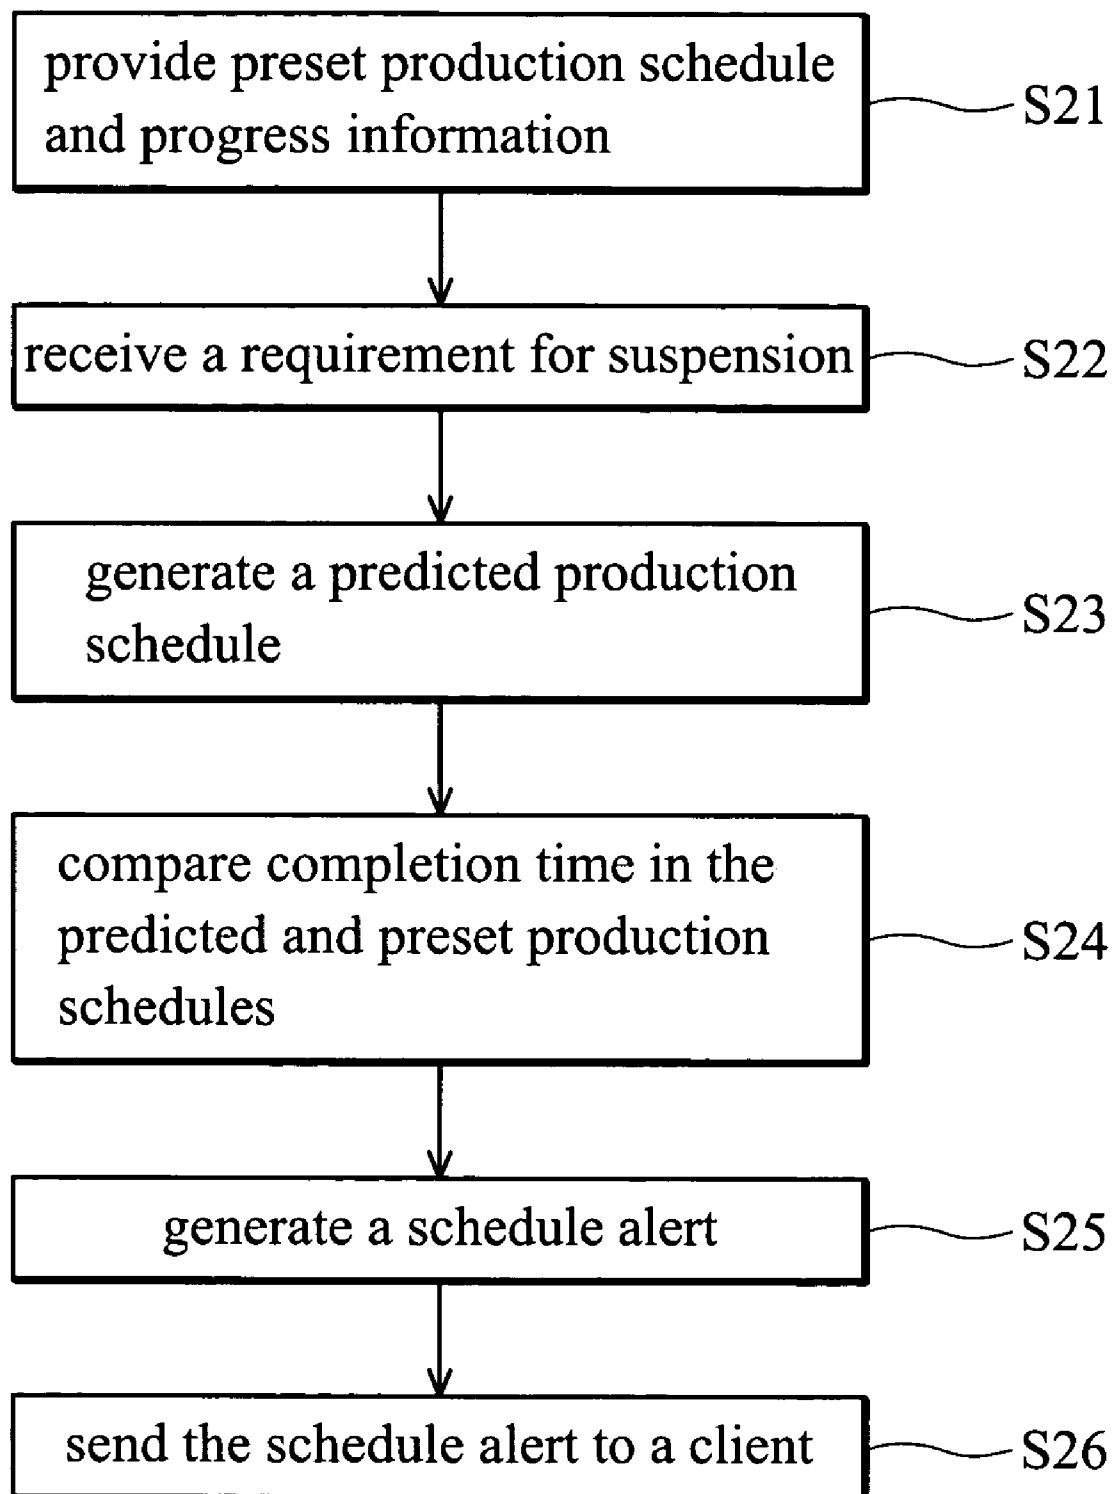 provide preset production schedule
and progress information
S21
receive a requirement for suspension
S22
generate a predicted production
schedule
S23
compare completion time in the
predicted and preset production
schedules
S24
generate a schedule alert
S25
send the schedule alert to a client
S26